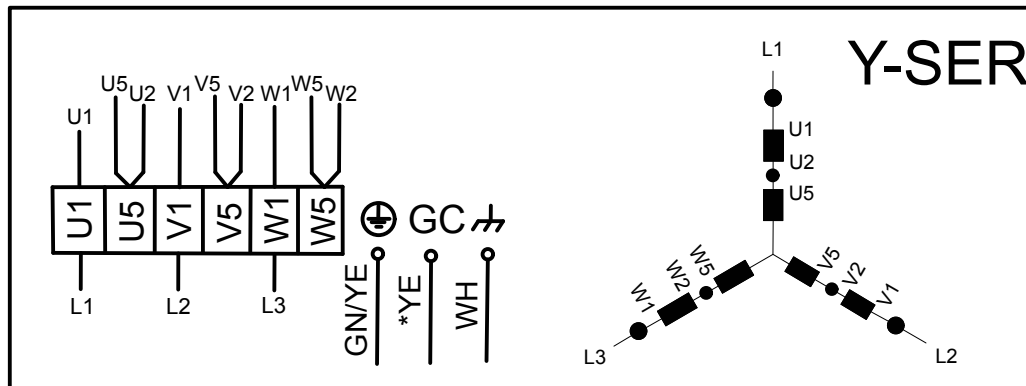 Y-SER
U1 U5 U2 V1 V5 V2 W1 W5 W2
U1 U5 V1 V5 W1 W5
L1 L2 L3
GC
GN/YE *YE WH
L1
U1
U2
U5
W5 V5
W2 V2
W1 V1
L3 L2